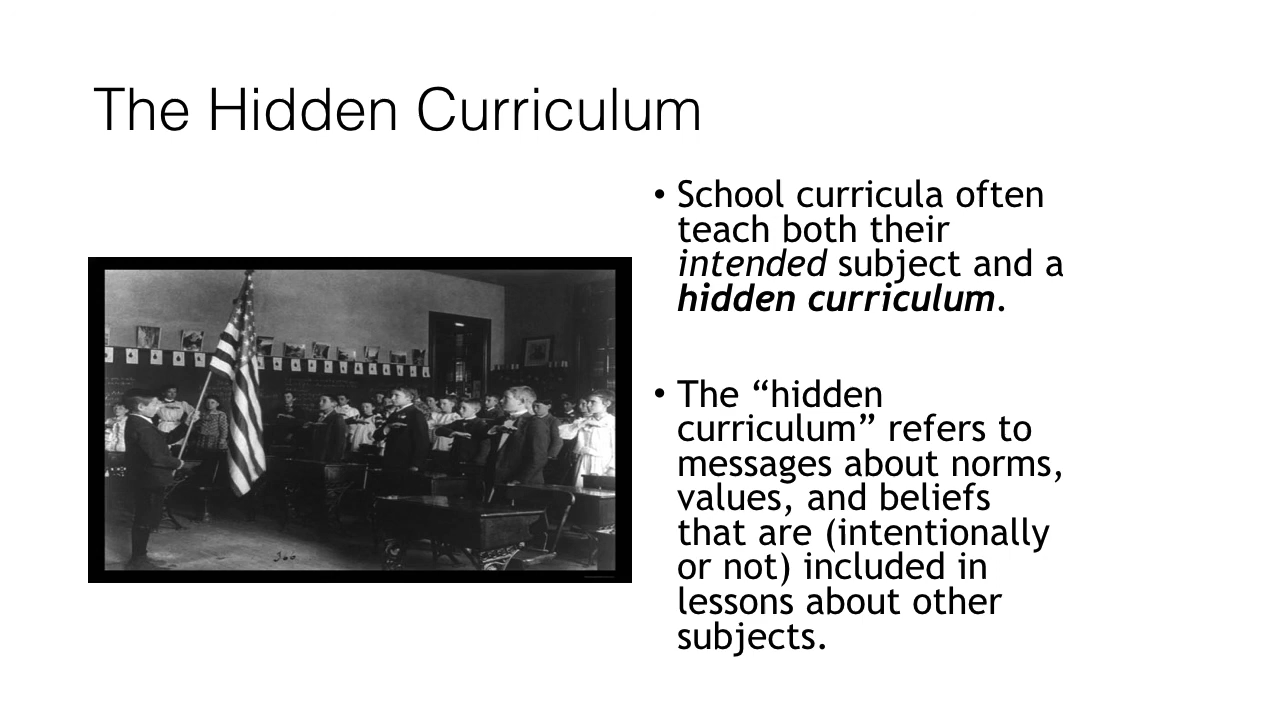 The Hidden Curriculum
• School curricula often
teach both their
intended subject and a
hidden curriculum.
• The “hidden
curriculum” refers to
messages about norms,
values, and beliefs
that are (intentionally
or not) included in
lessons about other
subjects.